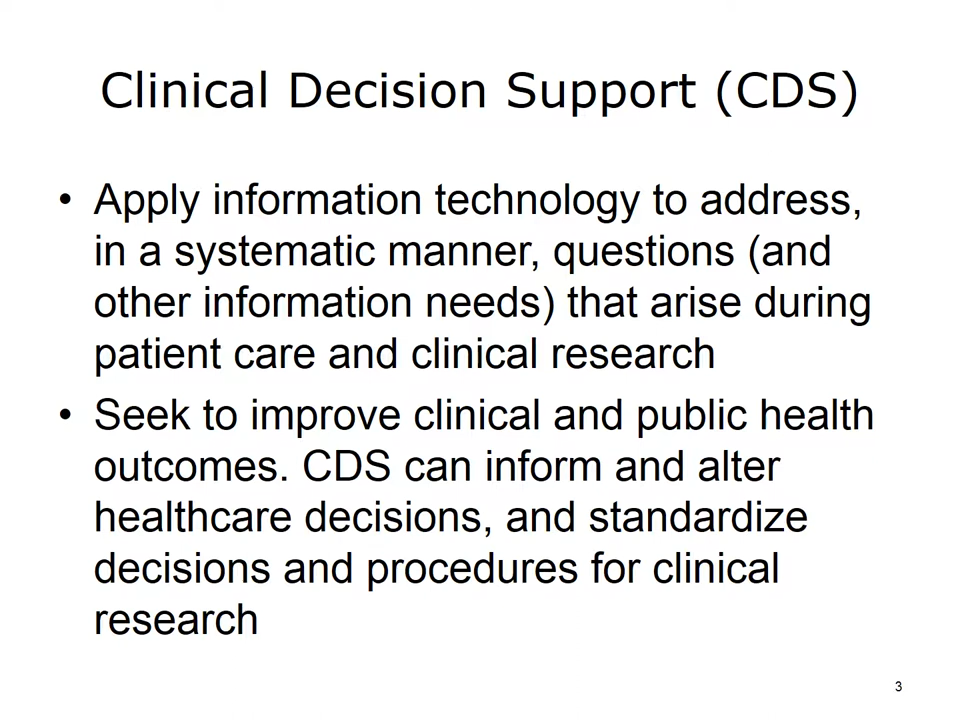 Clinical Decision Support (CDS)
• Apply information technology to address,
in a systematic manner, questions (and
other information needs) that arise during
patient care and clinical research
• Seek to improve clinical and public health
outcomes. CDS can inform and alter
healthcare decisions, and standardize
decisions and procedures for clinical
research
3